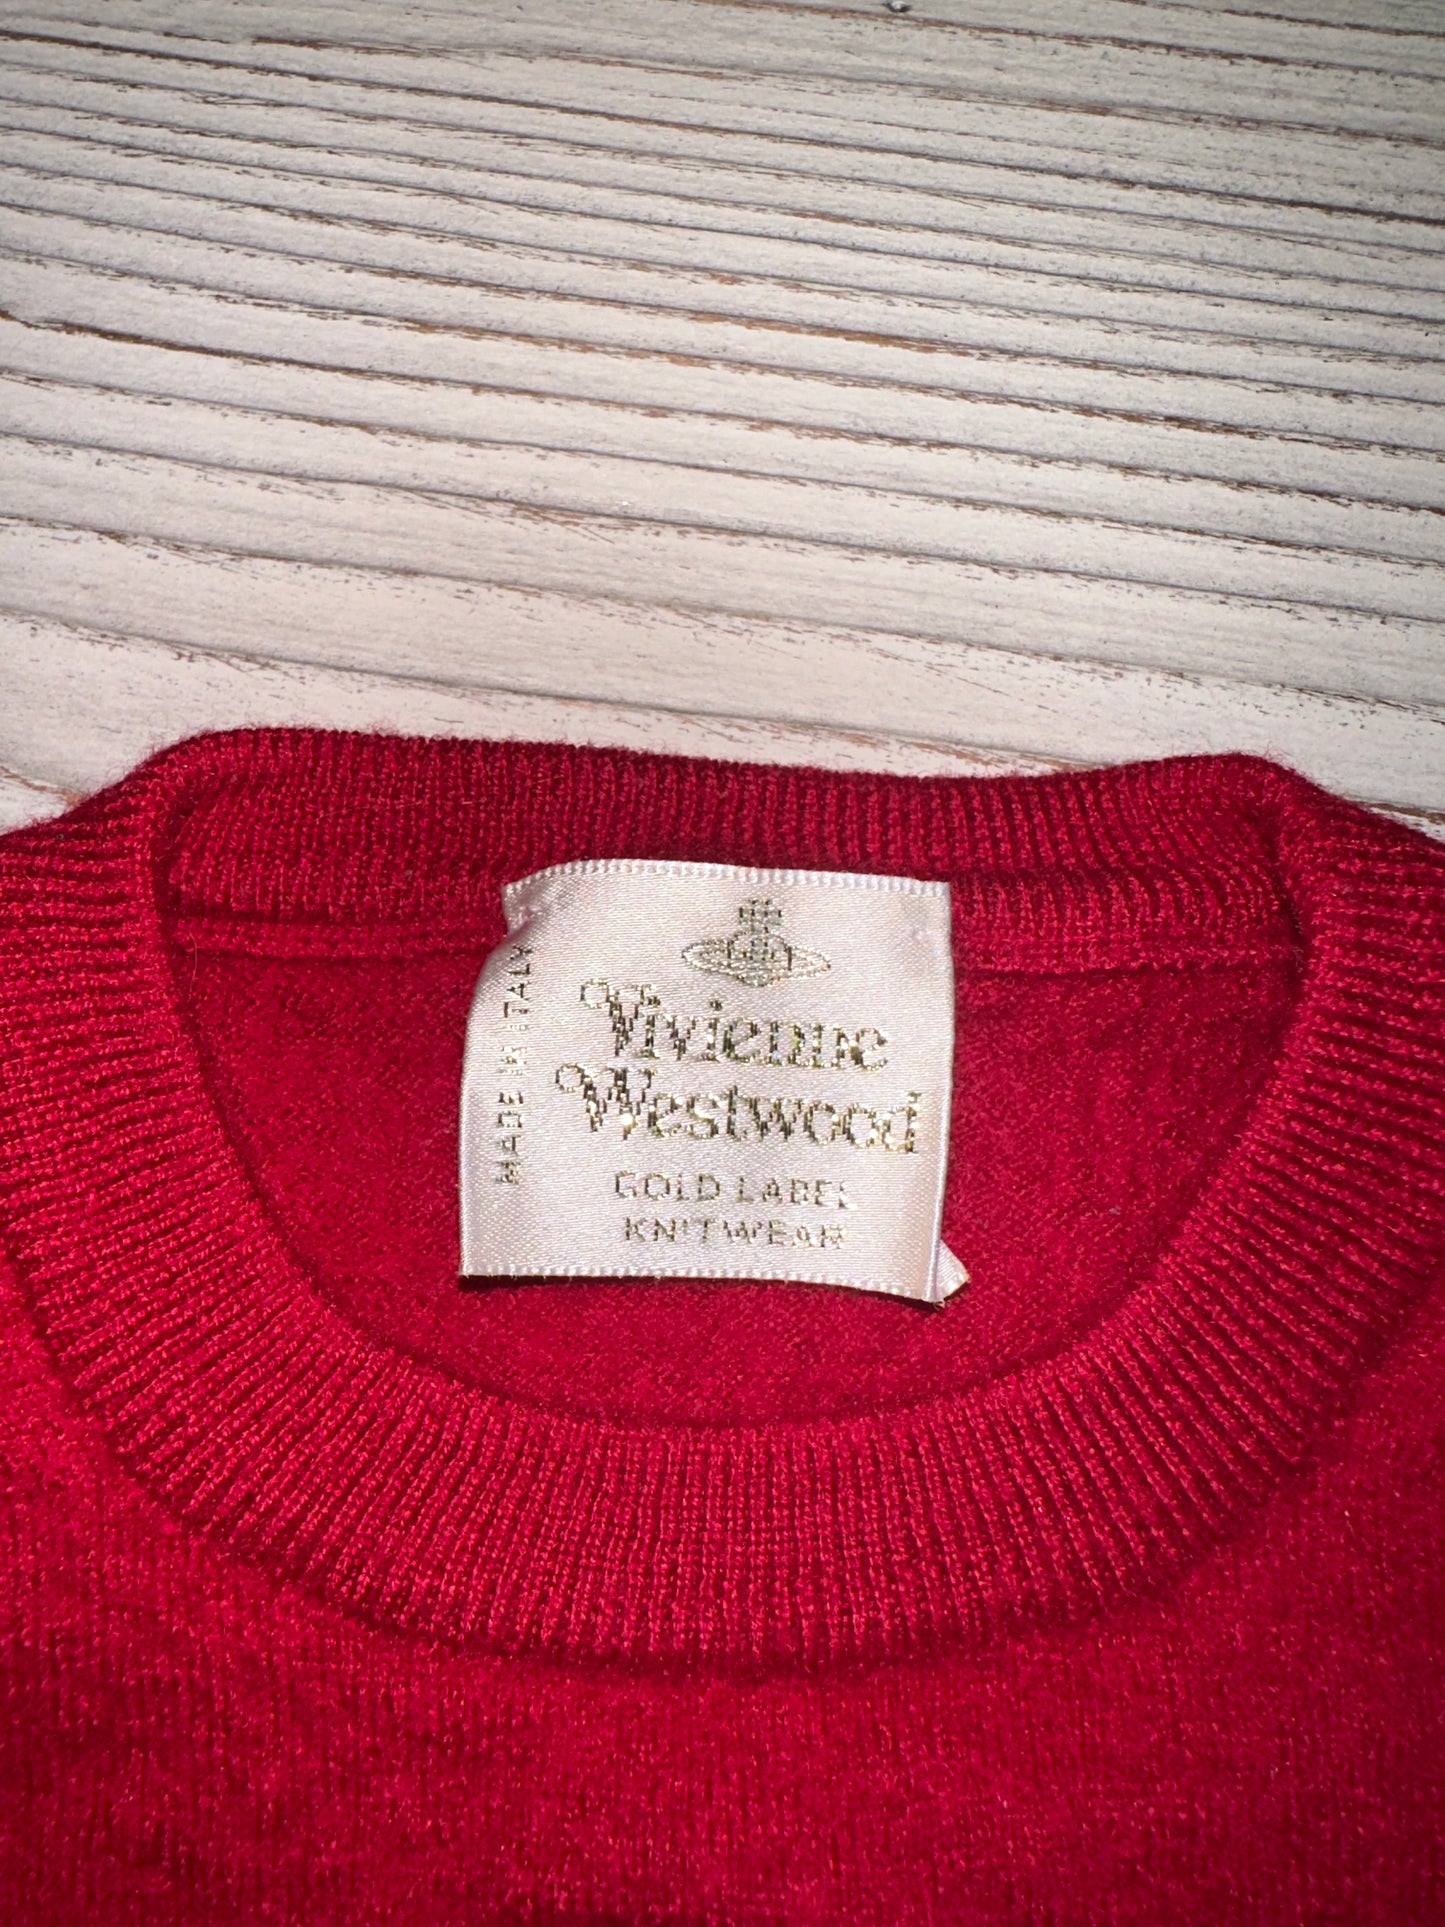 MADE IN ITALY
Vivienne
Westwood
GOLD LABEL
KNITWEAR